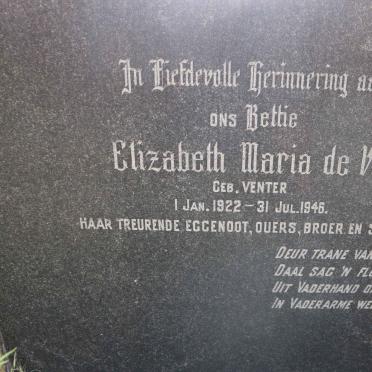 In Liefdevolle Herinnering
ons Bettie
Elizabeth Maria de
GEB. VENTER
1 JAN. 1922 – 31 JUL. 1946.
HAAR TREURENDE EGGENOOT, OUERS, BROER EN
DEUR TRANE
DAAL SAG 'N
UIT VADERHAND
IN VADERARME